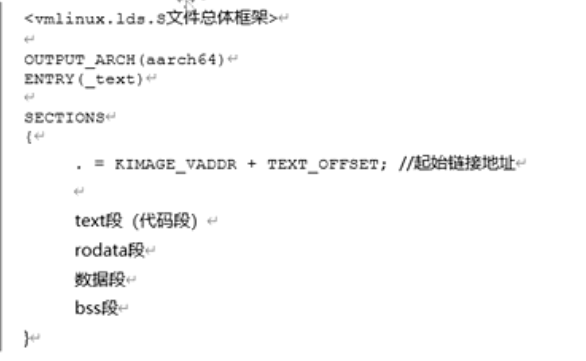 <vmlinux.lds.S文件总体框架>
OUTPUT_ARCH(aarch64)
ENTRY(_text)
SECTIONS
{
. = KIMAGE_VADDR + TEXT_OFFSET; //起始链接地址
text段（代码段）
rodata段
数据段
bss段
}